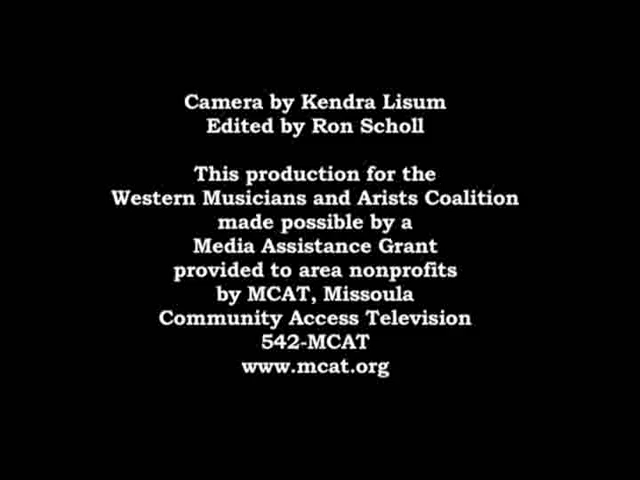 Camera by Kendra Lisum
Edited by Ron Scholl
This production for the
Western Musicians and Arists Coalition
made possible by a
Media Assistance Grant
provided to area nonprofits
by MCAT, Missoula
Community Access Television
542-MCAT
www.mcat.org